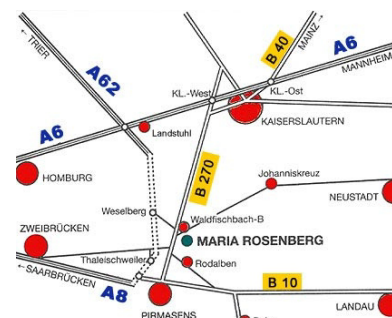 ← TRIER
MAINZ →
B 40
A6
MANNHEIM
A62
KL.-West
KL.-Ost
KAISERSLAUTERN
A6
Landstuhl
HOMBURG
B 270
Johanniskreuz
NEUSTADT
Weselberg
Waldfischbach-B
ZWEIBRÜCKEN
MARIA ROSENBERG
Thaleischweiler
Rodalben
← SAARBRÜCKEN
A8
B 10
PIRMASENS
LANDAU